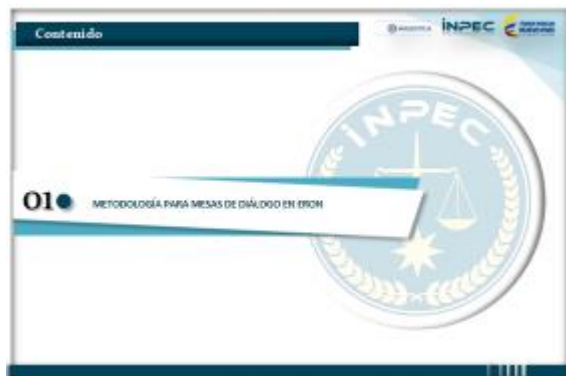 Contenido
INPEC
INPEC
01 METODOLOGÍA PARA MESAS DE DIÁLOGO EN ERON